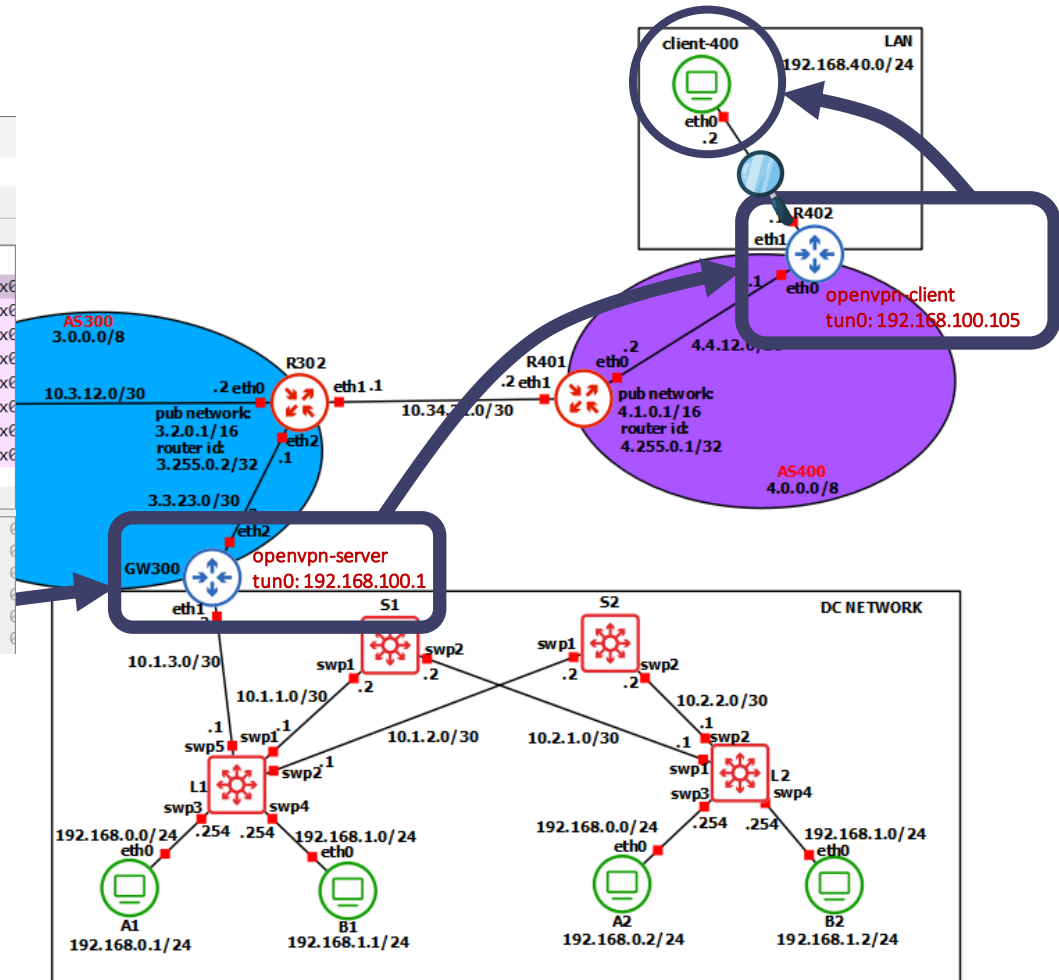 client-400
LAN
192.168.40.0/24
eth0
.2
R402
.1
eth1
.1
eth0
openvpn-client
tun0: 192.168.100.105
4.4.12.0/
AS300
3.0.0.0/8
R302
10.3.12.0/30
.2 eth0
eth1 .1
pub network:
3.2.0.1/16
router id:
3.255.0.2/32
eth2
.1
3.3.23.0/30
10.34.
.0/30
R401
.2 eth1
.2
eth0
pub network:
4.1.0.1/16
router id:
4.255.0.1/32
AS400
4.0.0.0/8
eth2
GW300
openvpn-server
tun0: 192.168.100.1
eth1
DC NETWORK
S1
S2
10.1.3.0/30
swp1
swp2
.2
.2
swp1
swp2
.2
.2
10.1.1.0/30
10.2.2.0/30
10.1.2.0/30
10.2.1.0/30
.1
swp5
swp1
.1
swp2
.1
L1
.1
swp2
.1
swp1
L2
swp3
swp4
.254
.254
swp3
swp4
.254
.254
192.168.0.0/24
eth0
192.168.1.0/24
eth0
192.168.0.0/24
eth0
192.168.1.0/24
eth0
A1
192.168.0.1/24
B1
192.168.1.1/24
A2
192.168.0.2/24
B2
192.168.1.2/24